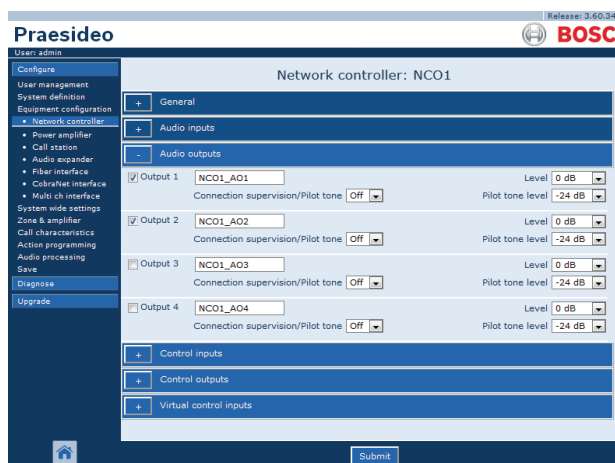 Release: 3.60.34
Praesideo
BOSC
User: admin
Configure
User management
System definition
Equipment configuration
• Network controller
• Power amplifier
• Call station
• Audio expander
• Fiber interface
• CobraNet interface
• Multi ch interface
System wide settings
Zone & amplifier
Call characteristics
Action programming
Audio processing
Save
Diagnose
Upgrade
Network controller: NCO1
+ General
+ Audio inputs
- Audio outputs
Output 1 NCO1_AO1 Level 0 dB
Connection supervision/Pilot tone Off Pilot tone level -24 dB
Output 2 NCO1_AO2 Level 0 dB
Connection supervision/Pilot tone Off Pilot tone level -24 dB
Output 3 NCO1_AO3 Level 0 dB
Connection supervision/Pilot tone Off Pilot tone level -24 dB
Output 4 NCO1_AO4 Level 0 dB
Connection supervision/Pilot tone Off Pilot tone level -24 dB
+ Control inputs
+ Control outputs
+ Virtual control inputs
Submit